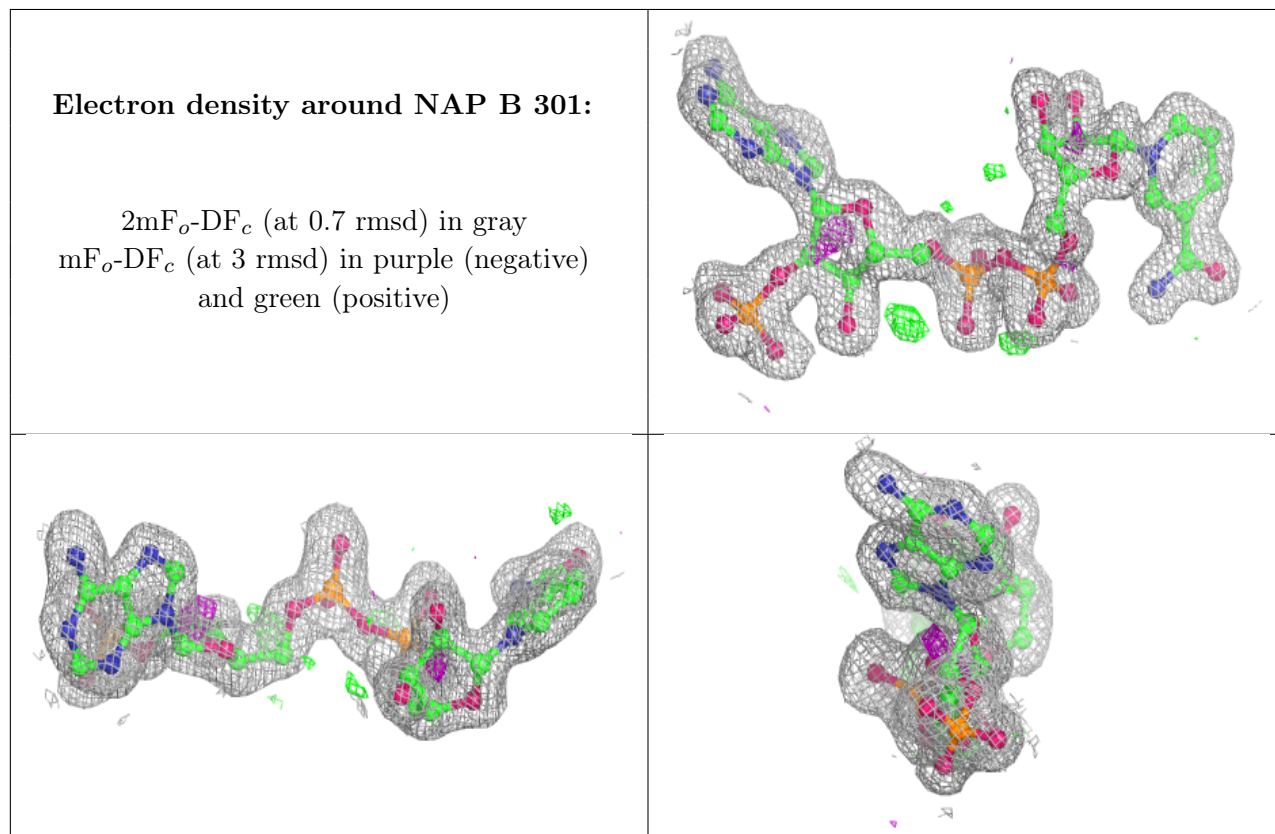 Electron density around NAP B 301:
2mFo-DFc (at 0.7 rmsd) in gray
mFo-DFc (at 3 rmsd) in purple (negative)
and green (positive)